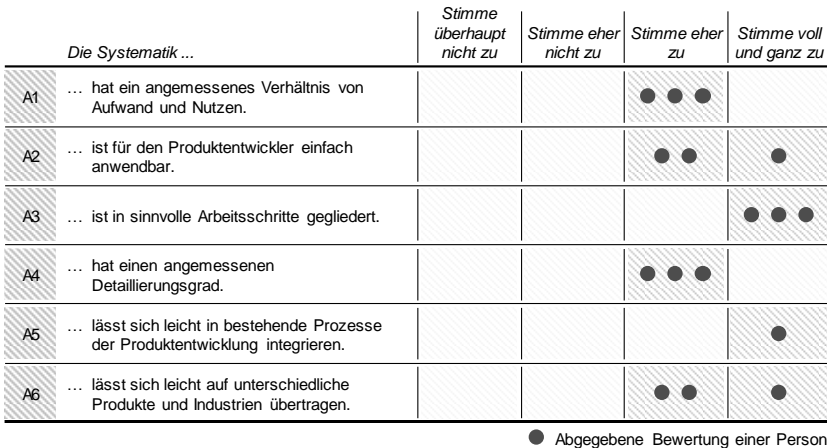 Die Systematik ...
Stimme
überhaupt
nicht zu
Stimme eher
nicht zu
Stimme eher
zu
Stimme voll
und ganz zu
A1
… hat ein angemessenes Verhältnis von
Aufwand und Nutzen.
A2
… ist für den Produktentwickler einfach
anwendbar.
A3
… ist in sinnvolle Arbeitsschritte gegliedert.
A4
… hat einen angemessenen
Detaillierungsgrad.
A5
… lässt sich leicht in bestehende Prozesse
der Produktentwicklung integrieren.
A6
… lässt sich leicht auf unterschiedliche
Produkte und Industrien übertragen.
Abgegebene Bewertung einer Person